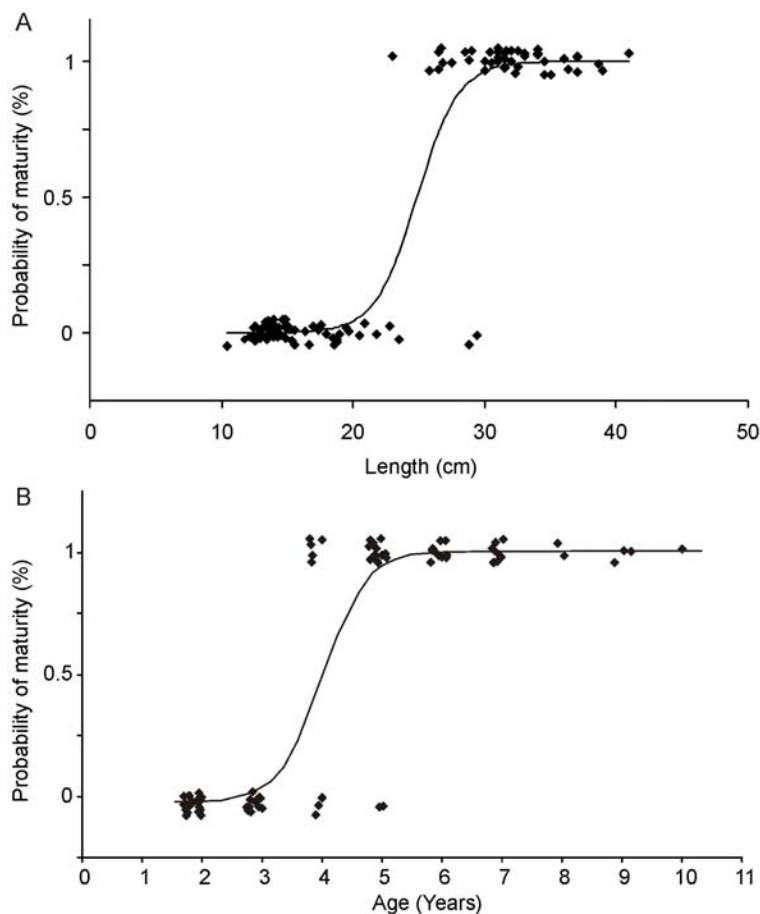 A
Probability of maturity (%)
1
0.5
0
0 10 20 30 40 50
Length (cm)
B
Probability of maturity (%)
1
0.5
0
0 1 2 3 4 5 6 7 8 9 10 11
Age (Years)